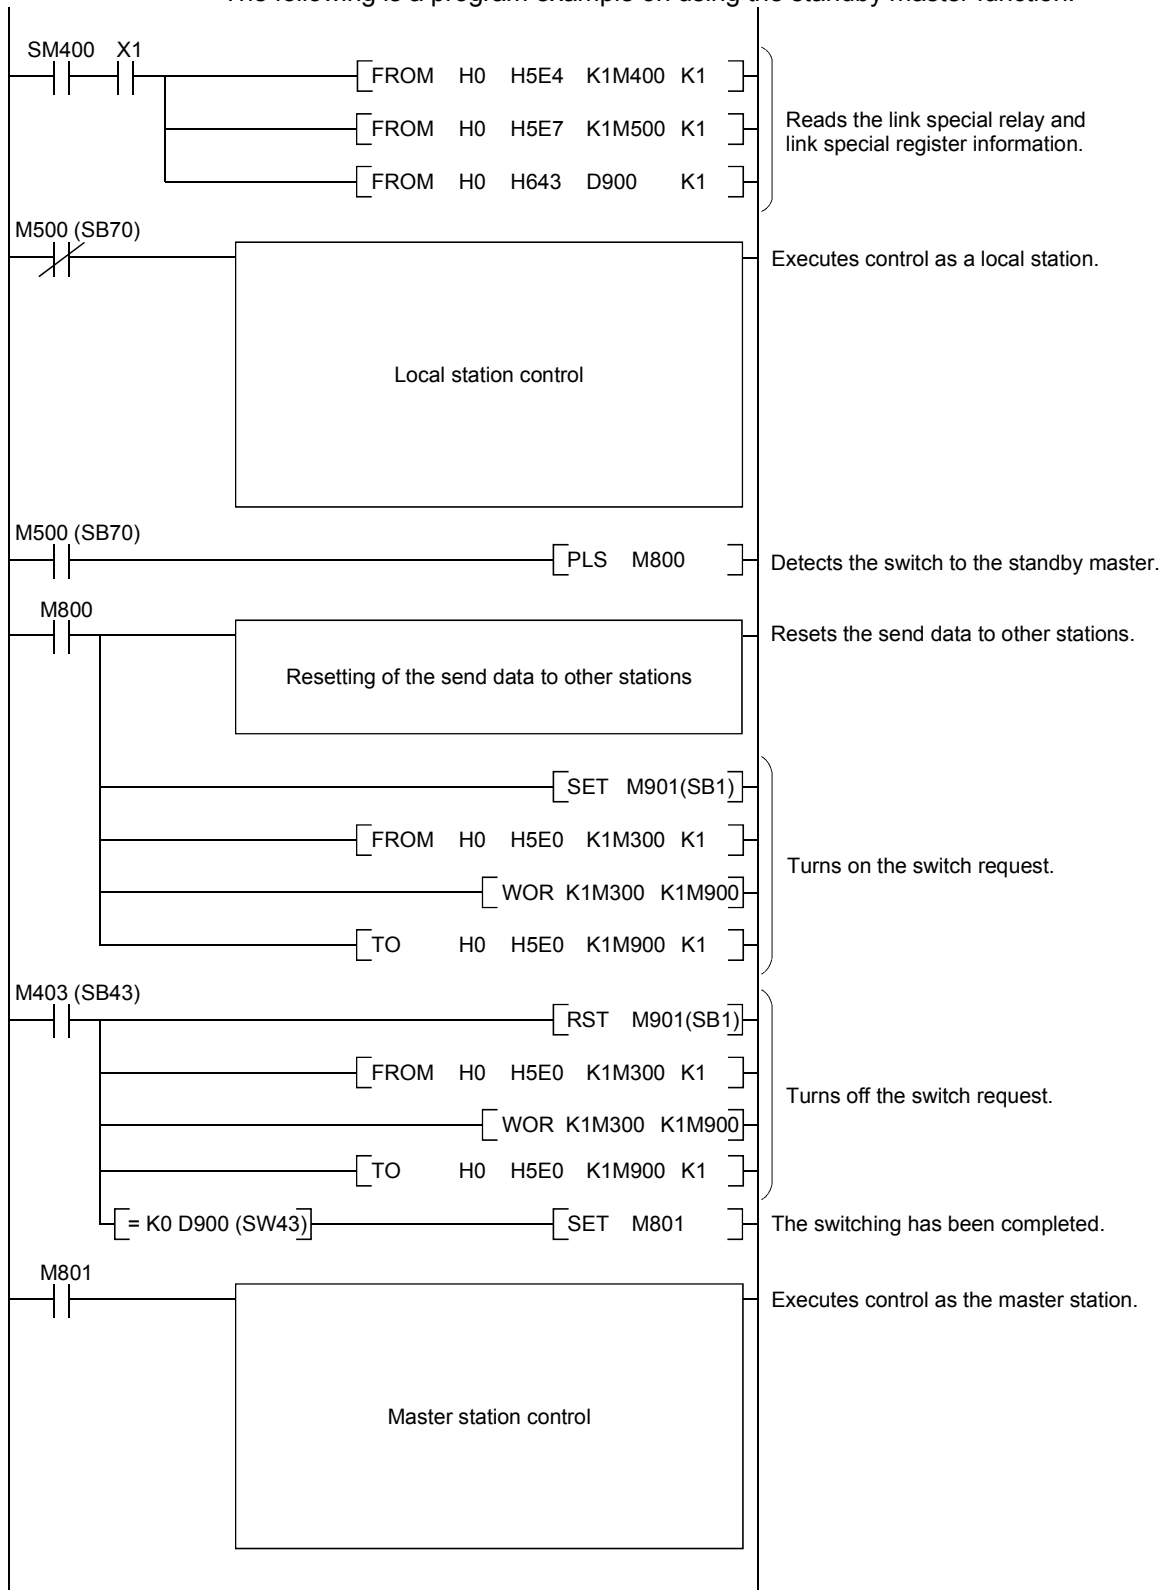 The following is a program example on using the standby master function.
SM400 X1
FROM H0 H5E4 K1M400 K1
FROM H0 H5E7 K1M500 K1
FROM H0 H643 D900 K1
Reads the link special relay and
link special register information.
M500 (SB70)
Executes control as a local station.
Local station control
M500 (SB70)
PLS M800
Detects the switch to the standby master.
M800
Resets the send data to other stations.
Resetting of the send data to other stations
SET M901(SB1)
FROM H0 H5E0 K1M300 K1
WOR K1M300 K1M900
TO H0 H5E0 K1M900 K1
Turns on the switch request.
M403 (SB43)
RST M901(SB1)
FROM H0 H5E0 K1M300 K1
WOR K1M300 K1M900
TO H0 H5E0 K1M900 K1
Turns off the switch request.
= K0 D900 (SW43) SET M801
The switching has been completed.
M801
Executes control as the master station.
Master station control